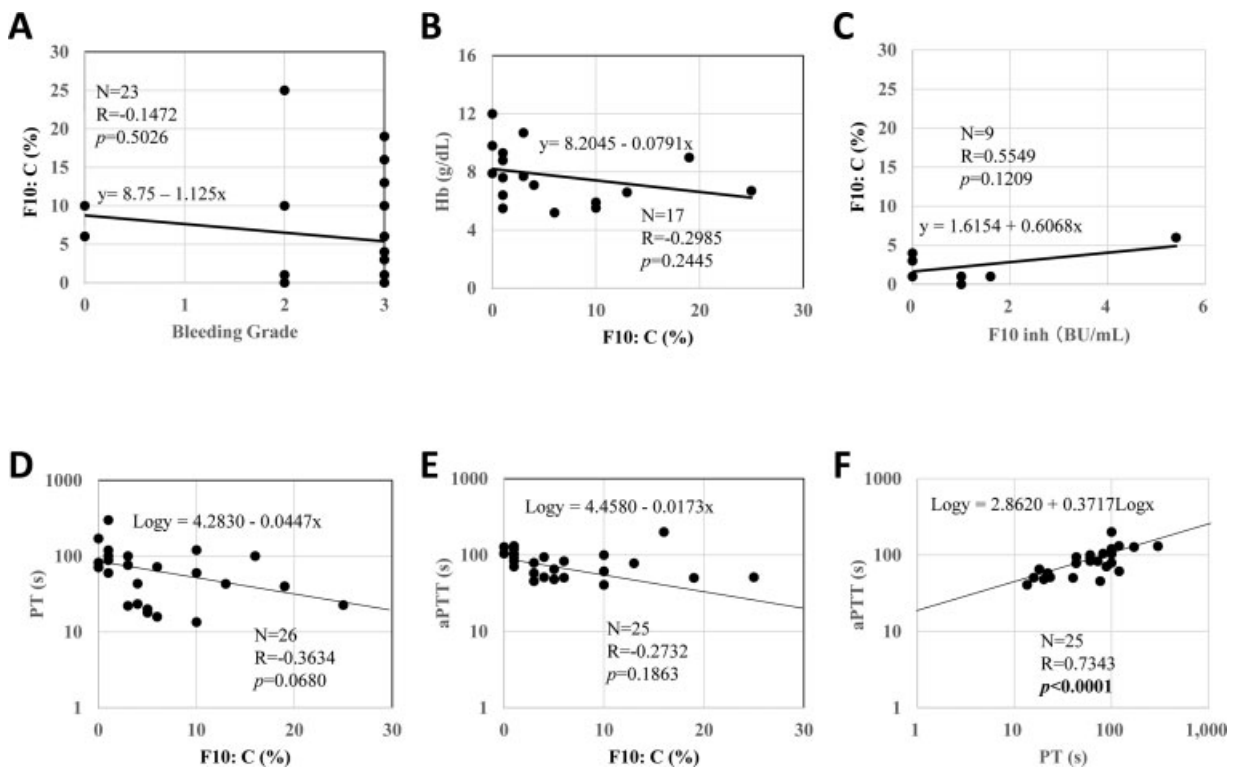 A
30
25
20
15
10
5
0
F10: C (%)
N=23
R=-0.1472
p=0.5026
y= 8.75 – 1.125x
0 1 2 3
Bleeding Grade
B
16
12
8
4
0
Hb (g/dL)
y= 8.2045 - 0.0791x
N=17
R=-0.2985
p=0.2445
0 10 20 30
F10: C (%)
C
30
25
20
15
10
5
0
F10: C (%)
N=9
R=0.5549
p=0.1209
y = 1.6154 + 0.6068x
0 2 4 6
F10 inh (BU/mL)
D
1000
100
10
1
PT (s)
Logy = 4.2830 - 0.0447x
N=26
R=-0.3634
p=0.0680
0 10 20 30
F10: C (%)
E
1000
100
10
1
aPTT (s)
Logy = 4.4580 - 0.0173x
N=25
R=-0.2732
p=0.1863
0 10 20 30
F10: C (%)
F
1000
100
10
1
aPTT (s)
Logy = 2.8620 + 0.3717Logx
N=25
R=0.7343
p<0.0001
1 10 100 1,000
PT (s)